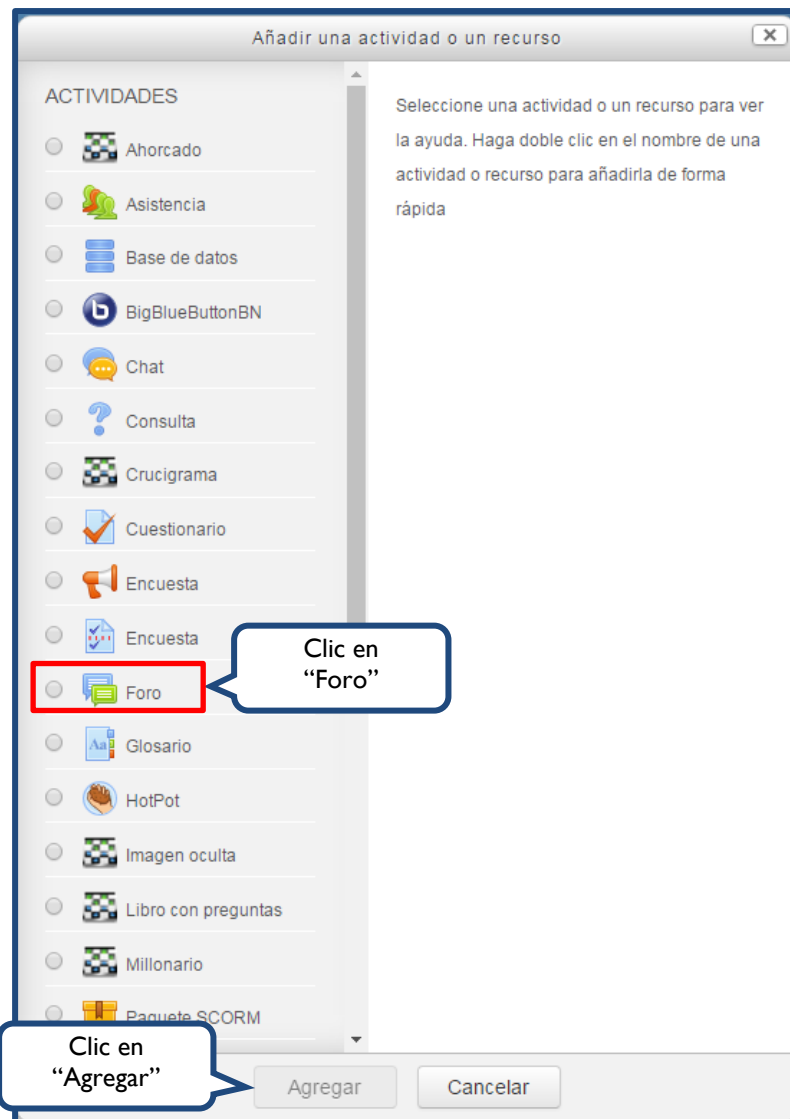 Añadir una actividad o un recurso
ACTIVIDADES
Ahorcado
Asistencia
Base de datos
BigBlueButtonBN
Chat
Consulta
Crucigrama
Cuestionario
Encuesta
Encuesta
Foro
Glosario
HotPot
Imagen oculta
Libro con preguntas
Millonario
Paquete SCORM
Seleccione una actividad o un recurso para ver
la ayuda. Haga doble clic en el nombre de una
actividad o recurso para añadirla de forma
rápida
Clic en
“Foro”
Clic en
“Agregar”
Agregar
Cancelar